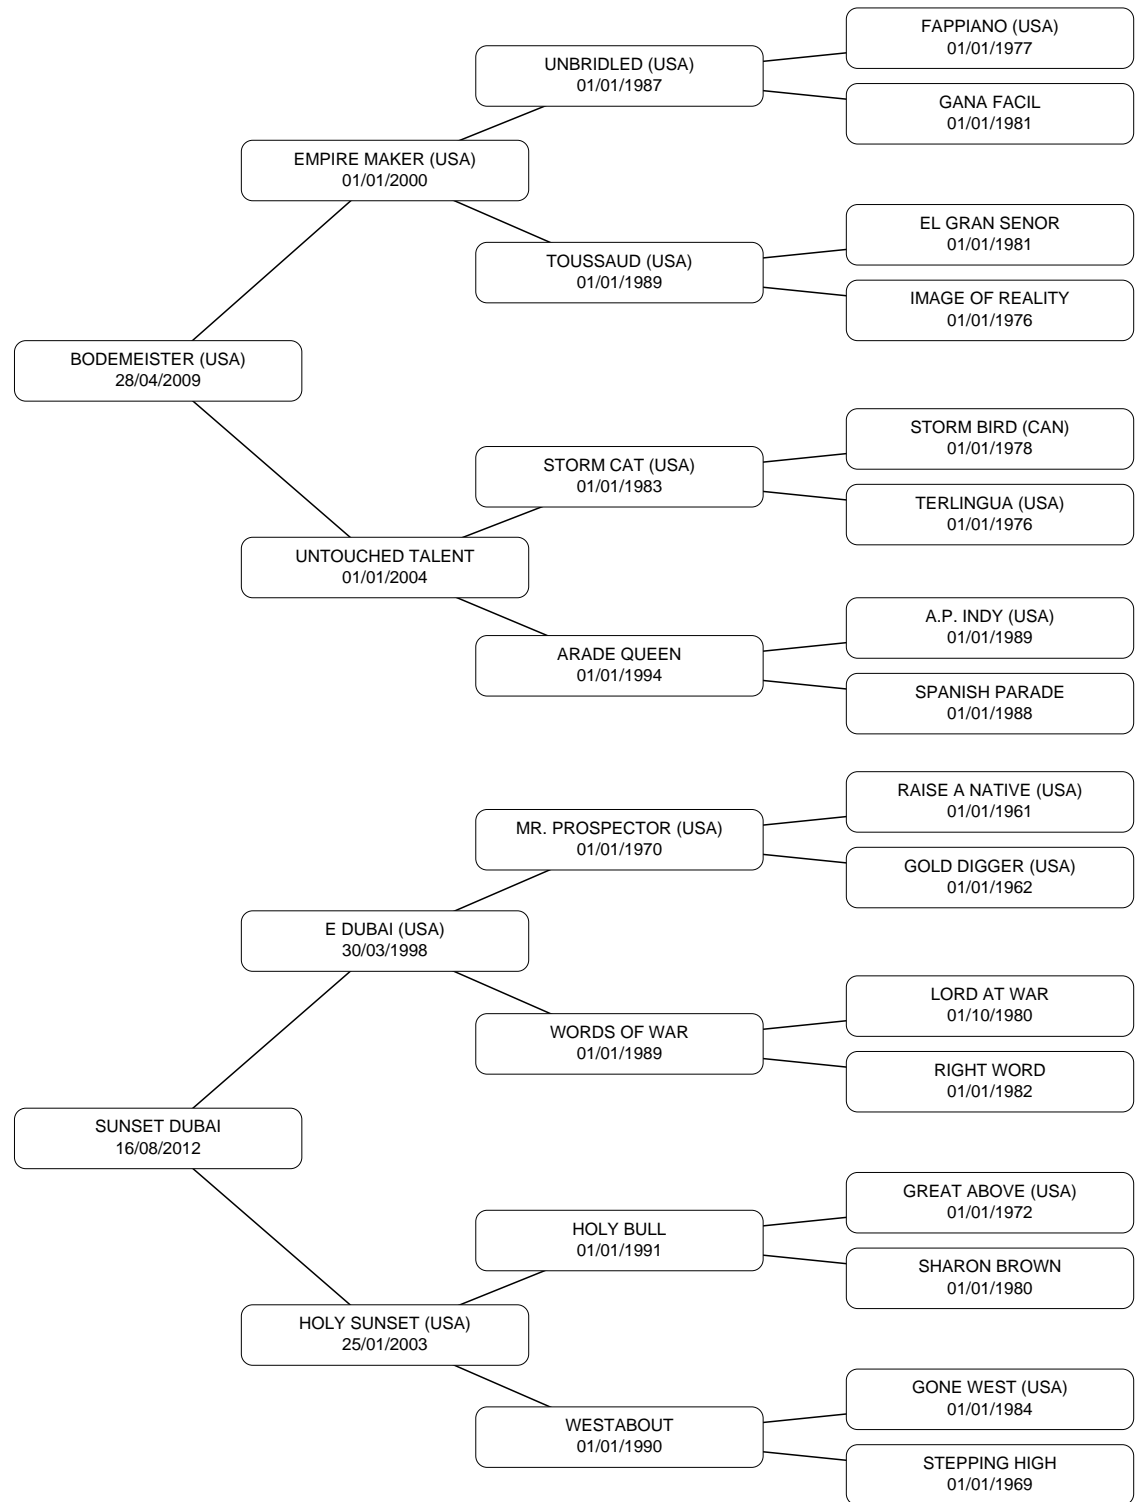 FAPPIANO (USA)
01/01/1977
UNBRIDLED (USA)
01/01/1987
GANA FACIL
01/01/1981
EMPIRE MAKER (USA)
01/01/2000
EL GRAN SENOR
01/01/1981
TOUSSAUD (USA)
01/01/1989
IMAGE OF REALITY
01/01/1976
BODEMEISTER (USA)
28/04/2009
STORM BIRD (CAN)
01/01/1978
STORM CAT (USA)
01/01/1983
TERLINGUA (USA)
01/01/1976
UNTOUCHED TALENT
01/01/2004
A.P. INDY (USA)
01/01/1989
ARADE QUEEN
01/01/1994
SPANISH PARADE
01/01/1988
RAISE A NATIVE (USA)
01/01/1961
MR. PROSPECTOR (USA)
01/01/1970
GOLD DIGGER (USA)
01/01/1962
E DUBAI (USA)
30/03/1998
LORD AT WAR
01/10/1980
WORDS OF WAR
01/01/1989
RIGHT WORD
01/01/1982
SUNSET DUBAI
16/08/2012
GREAT ABOVE (USA)
01/01/1972
HOLY BULL
01/01/1991
SHARON BROWN
01/01/1980
HOLY SUNSET (USA)
25/01/2003
GONE WEST (USA)
01/01/1984
WESTABOUT
01/01/1990
STEPPING HIGH
01/01/1969